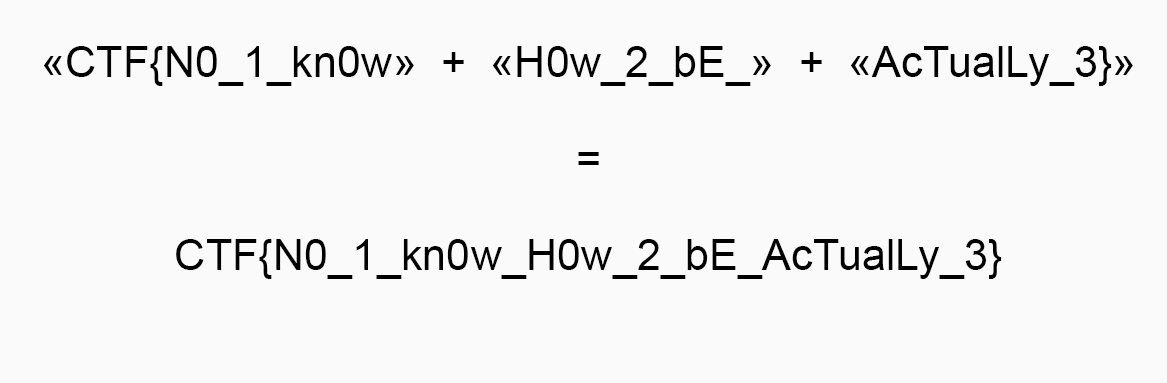 «CTF{N0_1_kn0w» + «H0w_2_bE_» + «AcTualLy_3}»
=
CTF{N0_1_kn0w_H0w_2_bE_AcTualLy_3}